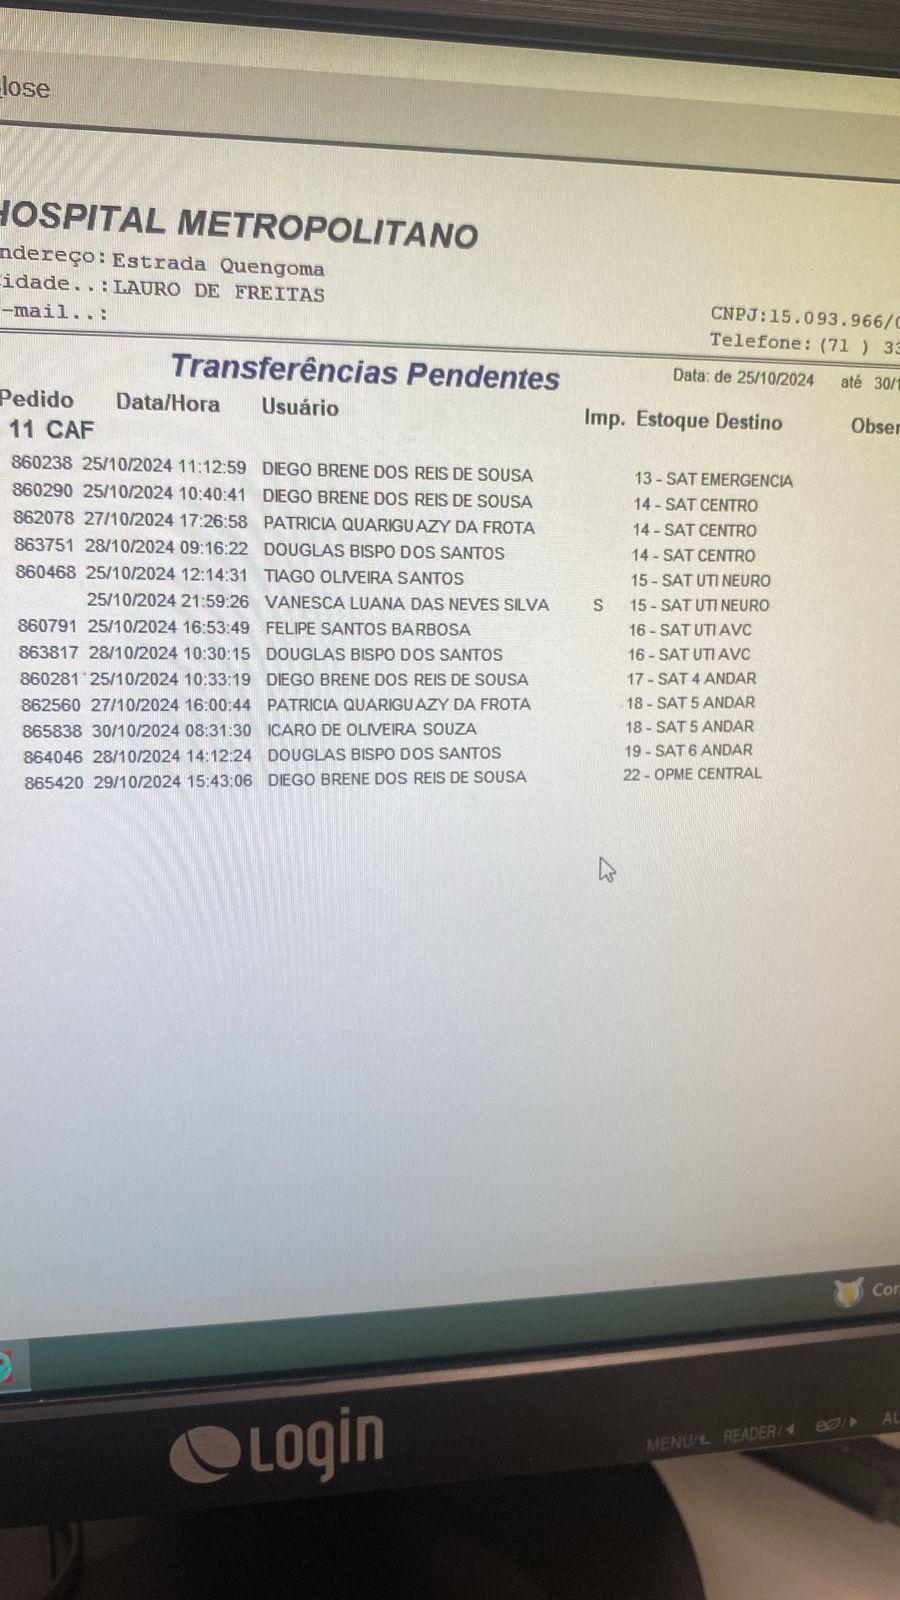 lose
HOSPITAL METROPOLITANO
ndereço: Estrada Quengoma
idade..: LAURO DE FREITAS
-mail..:
CNPJ:15.093.966/
Telefone: (71 ) 33
Transferências Pendentes
Data: de 25/10/2024 até 30/1
Pedido Data/Hora Usuário Imp. Estoque Destino Obser
11 CAF
860238 25/10/2024 11:12:59 DIEGO BRENE DOS REIS DE SOUSA 13 - SAT EMERGENCIA
860290 25/10/2024 10:40:41 DIEGO BRENE DOS REIS DE SOUSA 14 - SAT CENTRO
862078 27/10/2024 17:26:58 PATRICIA QUARIGUAZY DA FROTA 14 - SAT CENTRO
863751 28/10/2024 09:16:22 DOUGLAS BISPO DOS SANTOS 14 - SAT CENTRO
860468 25/10/2024 12:14:31 TIAGO OLIVEIRA SANTOS 15 - SAT UTI NEURO
25/10/2024 21:59:26 VANESCA LUANA DAS NEVES SILVA S 15 - SAT UTI NEURO
860791 25/10/2024 16:53:49 FELIPE SANTOS BARBOSA 16 - SAT UTI AVC
863817 28/10/2024 10:30:15 DOUGLAS BISPO DOS SANTOS 16 - SAT UTI AVC
860281 25/10/2024 10:33:19 DIEGO BRENE DOS REIS DE SOUSA 17 - SAT 4 ANDAR
862560 27/10/2024 16:00:44 PATRICIA QUARIGUAZY DA FROTA 18 - SAT 5 ANDAR
865838 30/10/2024 08:31:30 ICARO DE OLIVEIRA SOUZA 18 - SAT 5 ANDAR
864046 28/10/2024 14:12:24 DOUGLAS BISPO DOS SANTOS 19 - SAT 6 ANDAR
865420 29/10/2024 15:43:06 DIEGO BRENE DOS REIS DE SOUSA 22 - OPME CENTRAL
Cor
Login
MENU/ READER/ AU